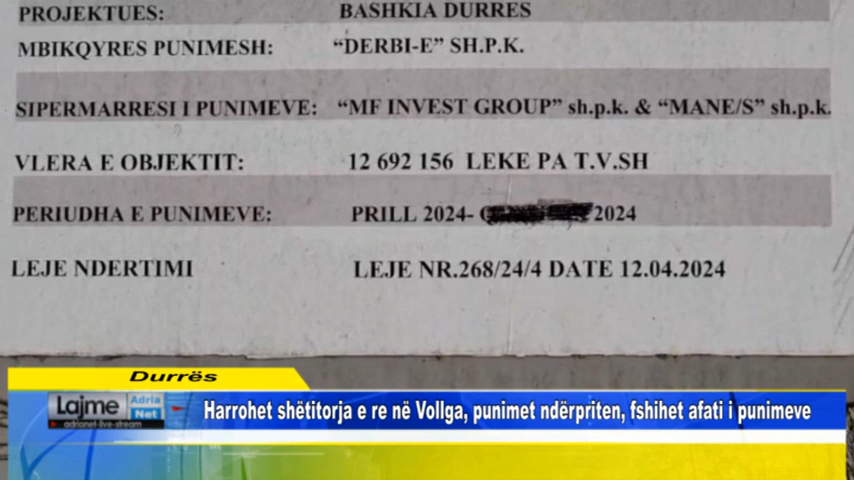 PROJEKTUES: BASHKIA DURRES
MBIKQYRES PUNIMESH: “DERBI-E” SH.P.K.
SIPERMARRESI I PUNIMEVE: “MF INVEST GROUP” sh.p.k. & “MANE/S” sh.p.k.
VLERA E OBJEKTIT: 12 692 156 LEKE PA T.V.SH
PERIUDHA E PUNIMEVE: PRILL 2024- 2024
LEJE NDERTIMI LEJE NR.268/24/4 DATE 12.04.2024
Durrës
Lajme Adria Net
adrianet-live-stream
Harrohet shëtitorja e re në Vollga, punimet ndërpriten, fshihet afati i punimeve